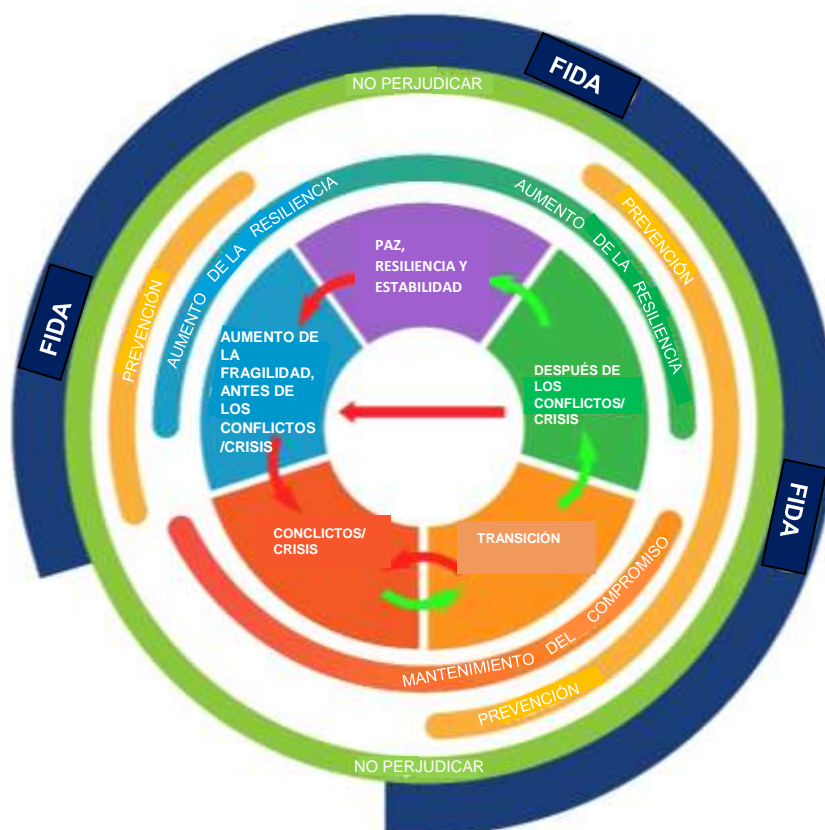 FIDA
NO PERJUDICAR
FIDA
AUMENTO DE LA RESILIENCIA
AUMENTO DE LA RESILIENCIA
PREVENCIÓN
PREVENCIÓN
PAZ,
RESILIENCIA Y
ESTABILIDAD
AUMENTO DE
LA
FRAGILIDAD,
ANTES DE
LOS
CONFLICTOS
/CRISIS
DESPUÉS DE
LOS
CONFLICTOS/
CRISIS
FIDA
CONCLICTOS/
CRISIS
TRANSICIÓN
MANTENIMIENTO DEL COMPROMISO
PREVENCIÓN
NO PERJUDICAR